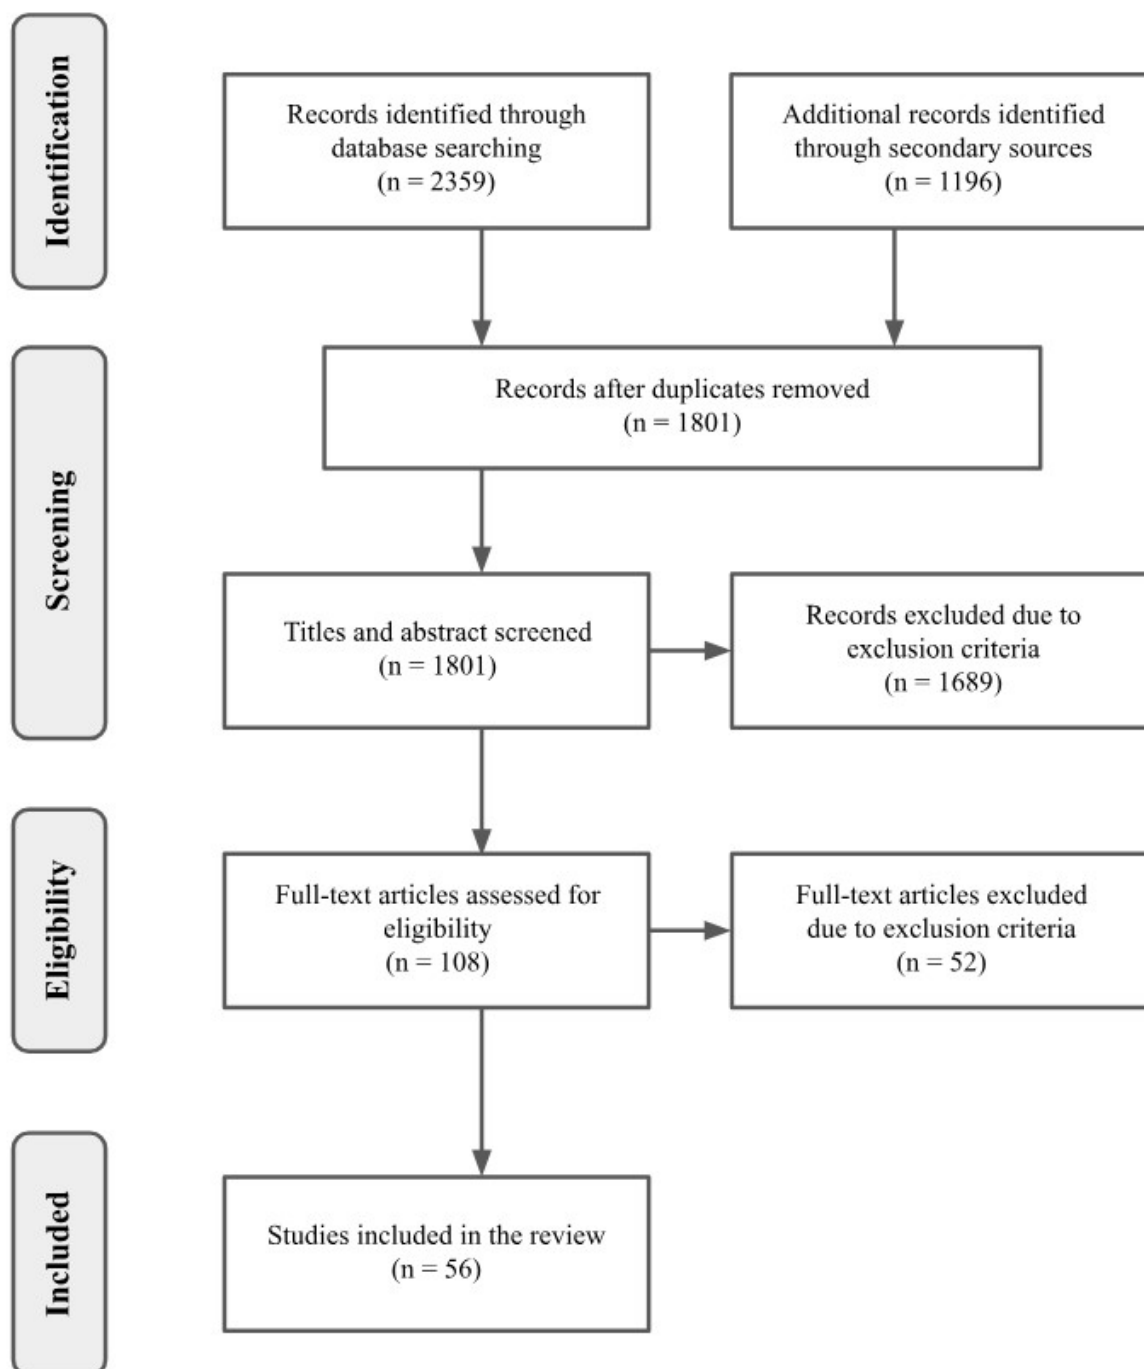 Identification
Records identified through
database searching
(n = 2359)
Additional records identified
through secondary sources
(n = 1196)
Screening
Records after duplicates removed
(n = 1801)
Titles and abstract screened
(n = 1801)
Records excluded due to
exclusion criteria
(n = 1689)
Eligibility
Full-text articles assessed for
eligibility
(n = 108)
Full-text articles excluded
due to exclusion criteria
(n = 52)
Included
Studies included in the review
(n = 56)